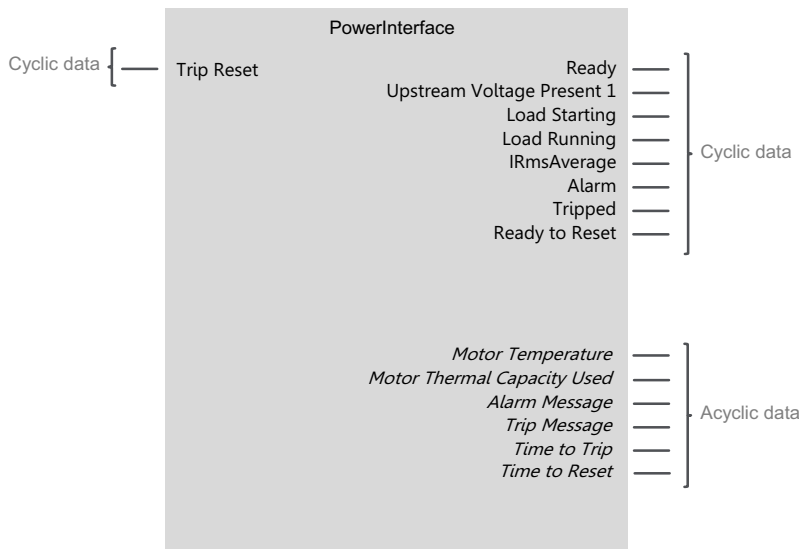 PowerInterface
Cyclic data
Trip Reset
Ready
Upstream Voltage Present 1
Load Starting
Load Running
IRmsAverage
Alarm
Tripped
Ready to Reset
Cyclic data
Motor Temperature
Motor Thermal Capacity Used
Alarm Message
Trip Message
Time to Trip
Time to Reset
Acyclic data